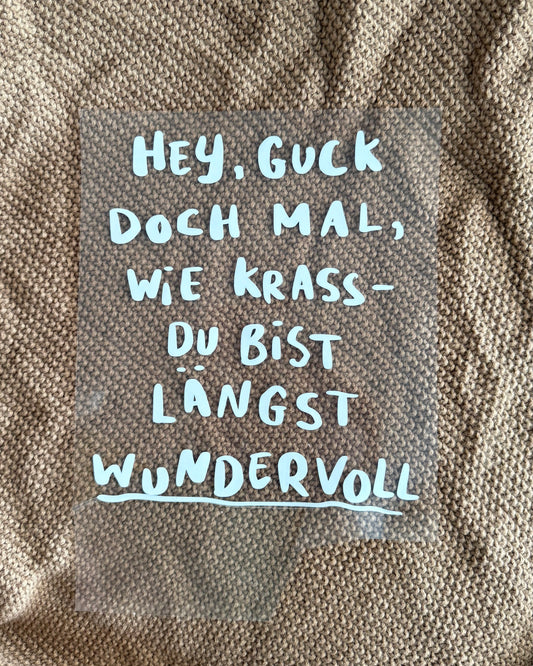 HEY, GUCK
DOCH MAL,
WIE KRASS-
DU BIST
LÄNGST
WUNDERVOLL